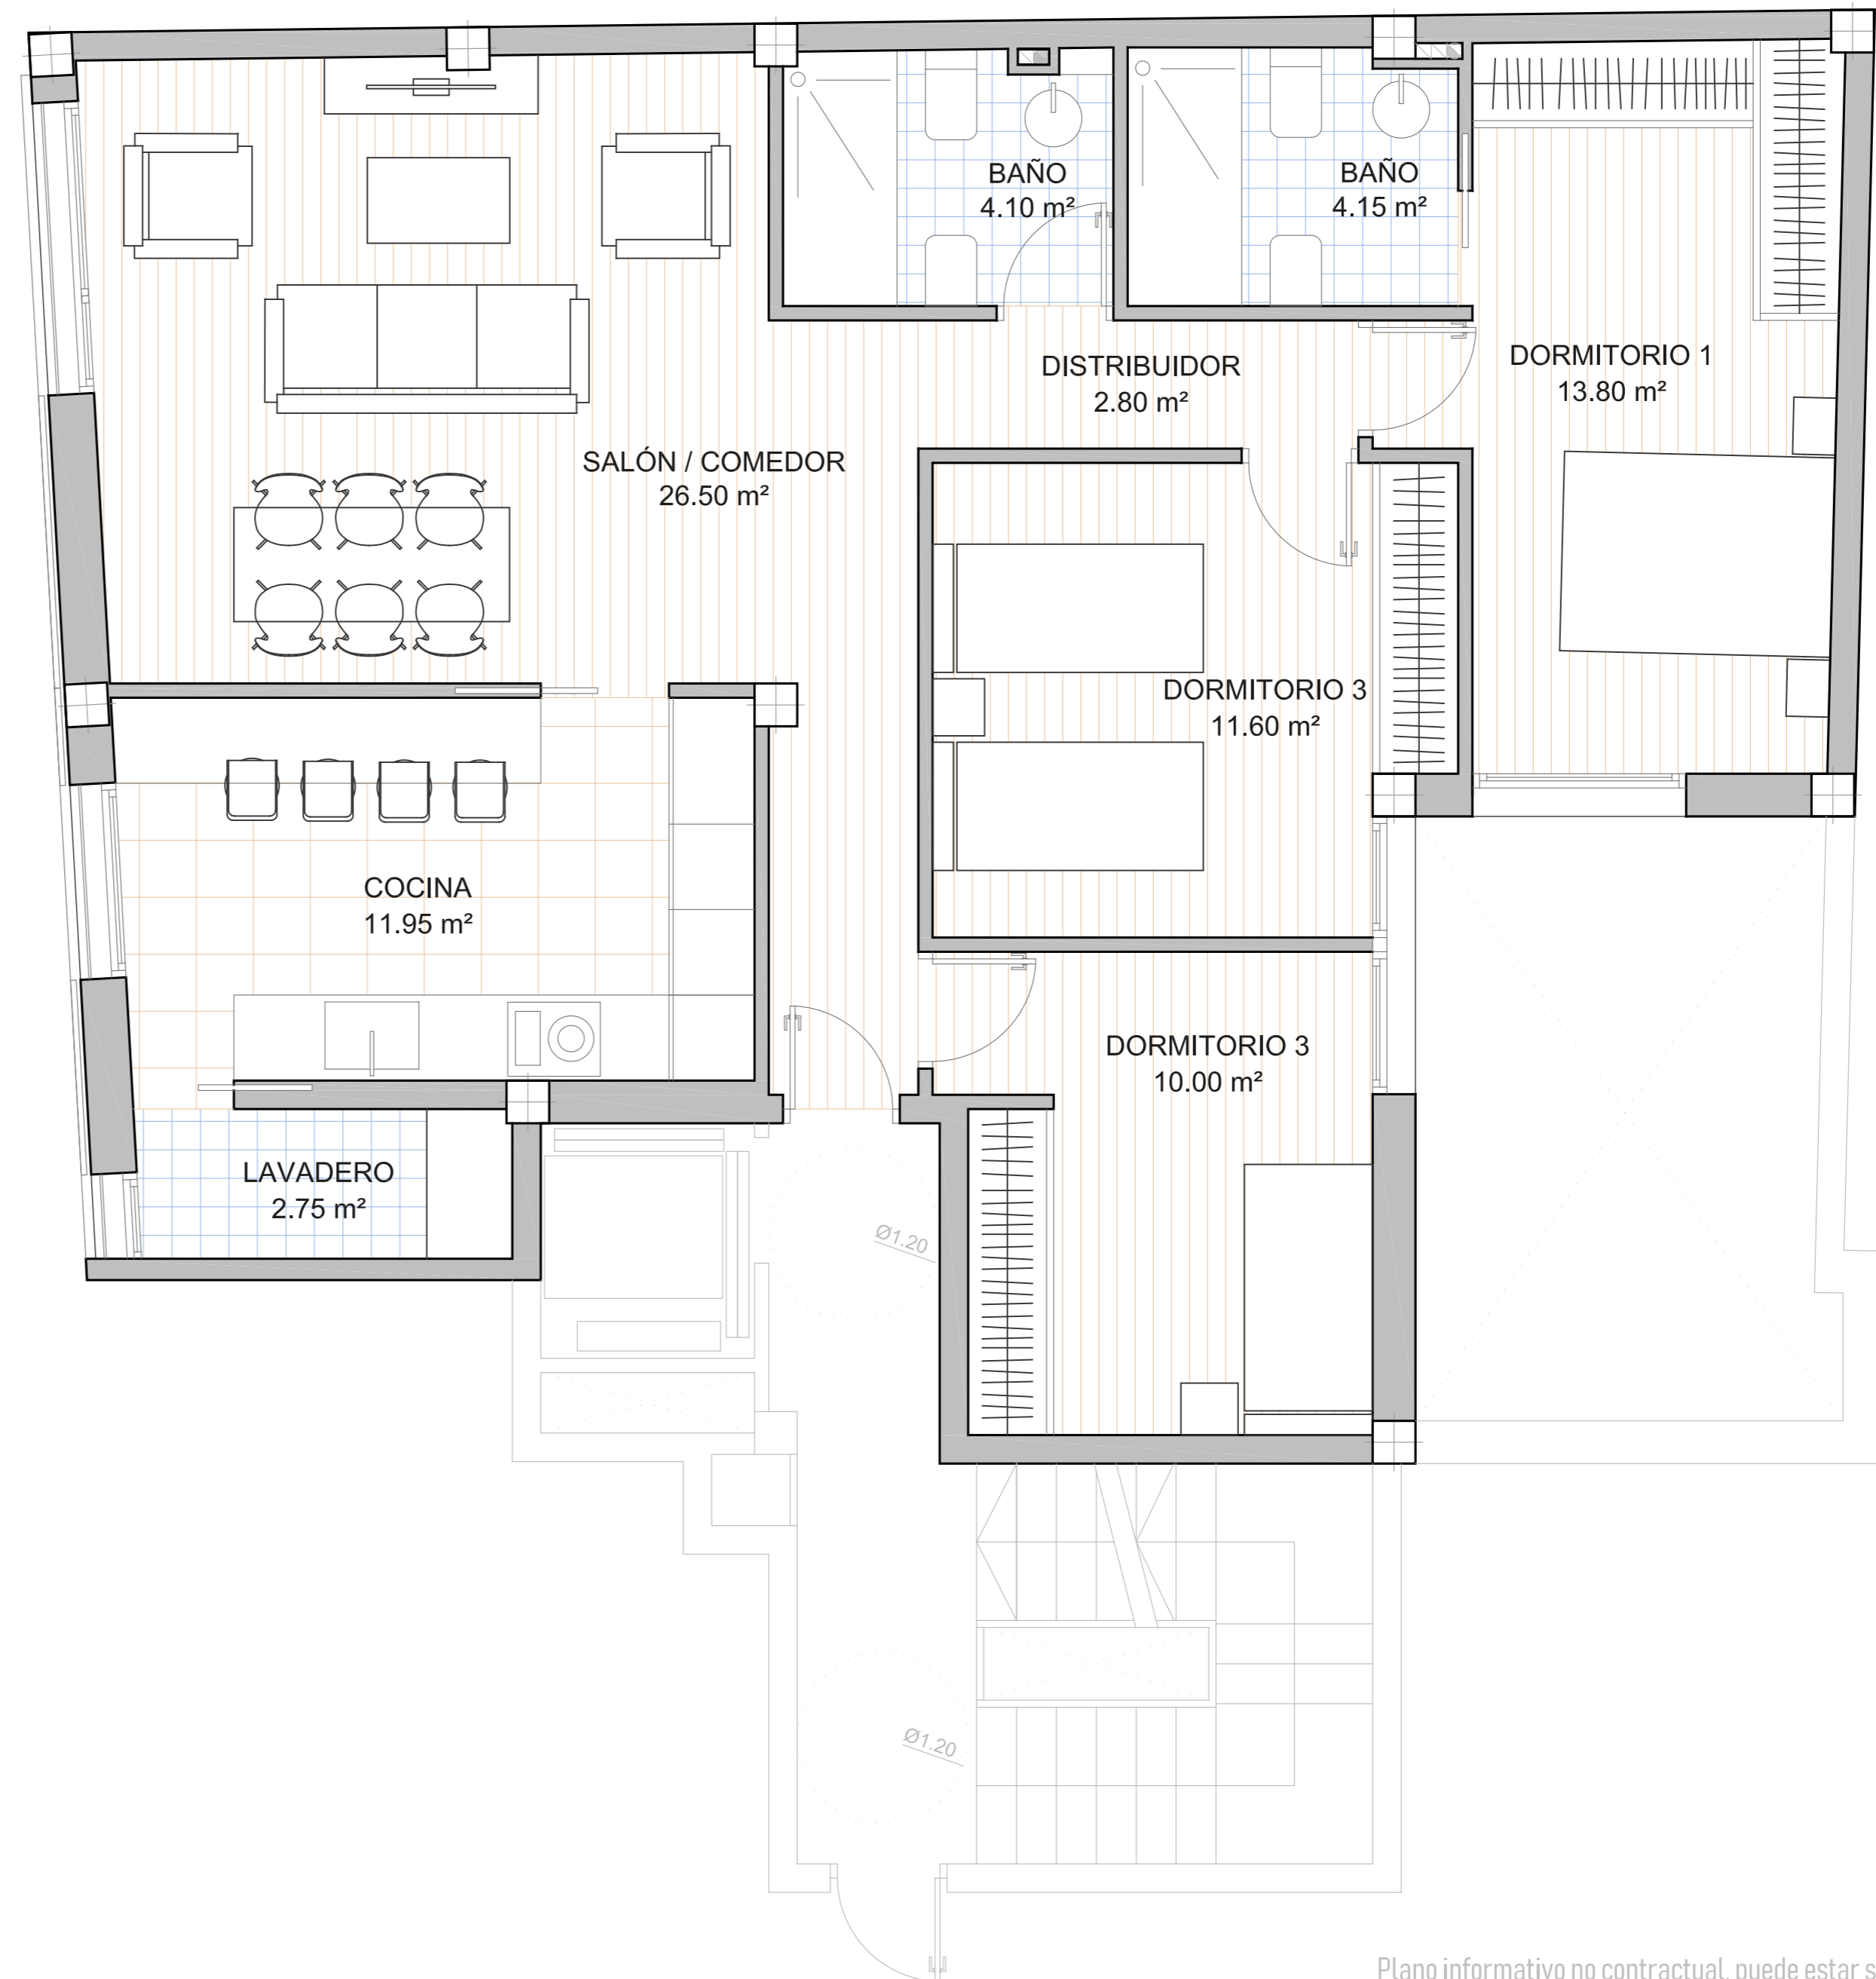 BAÑO
4.10 m²
BAÑO
4.15 m²
DISTRIBUIDOR
2.80 m²
DORMITORIO 1
13.80 m²
SALÓN / COMEDOR
26.50 m²
DORMITORIO 3
11.60 m²
COCINA
11.95 m²
DORMITORIO 3
10.00 m²
LAVADERO
2.75 m²
Ø1.20
Ø1.20
Plano informativo no contractual, puede estar s